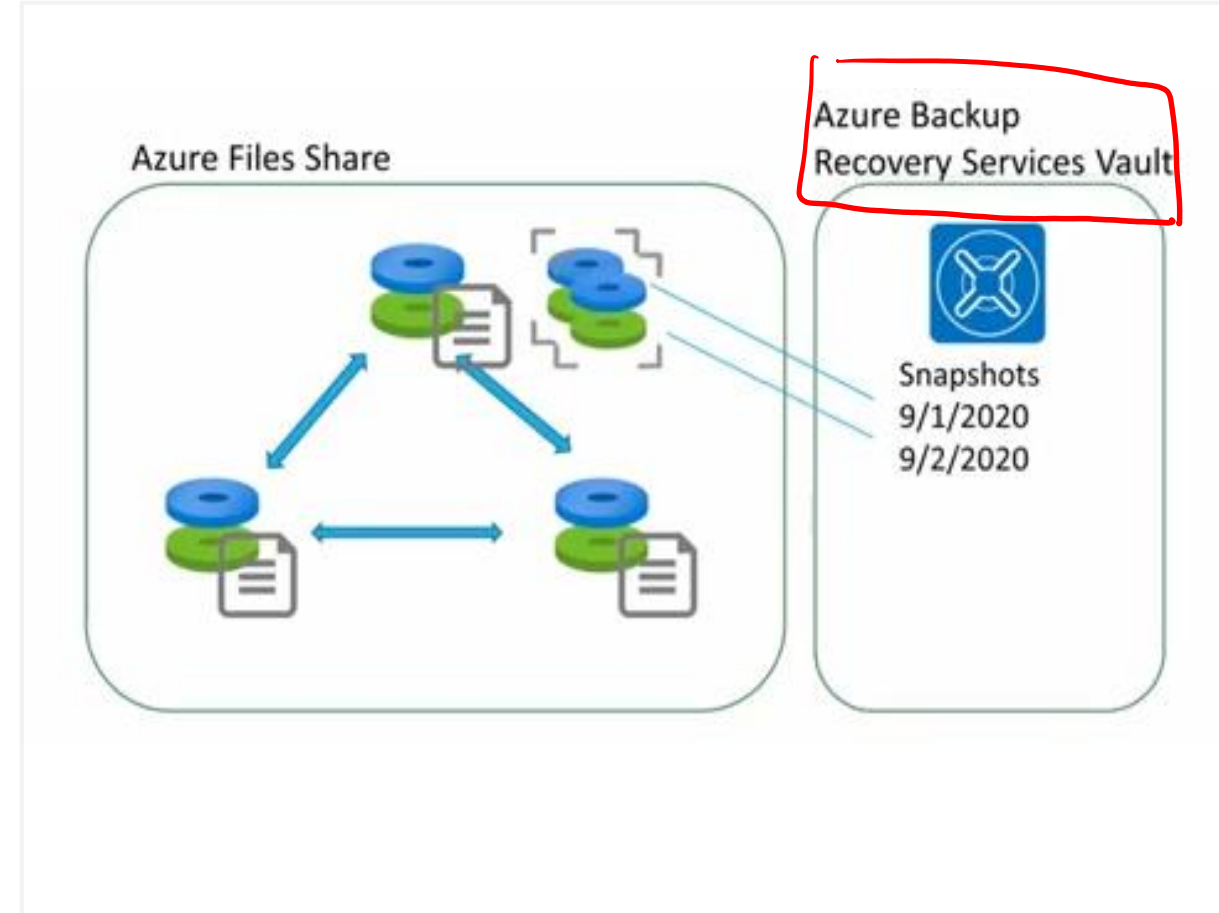 Azure Files Share
Azure Backup
Recovery Services Vault
Snapshots
9/1/2020
9/2/2020